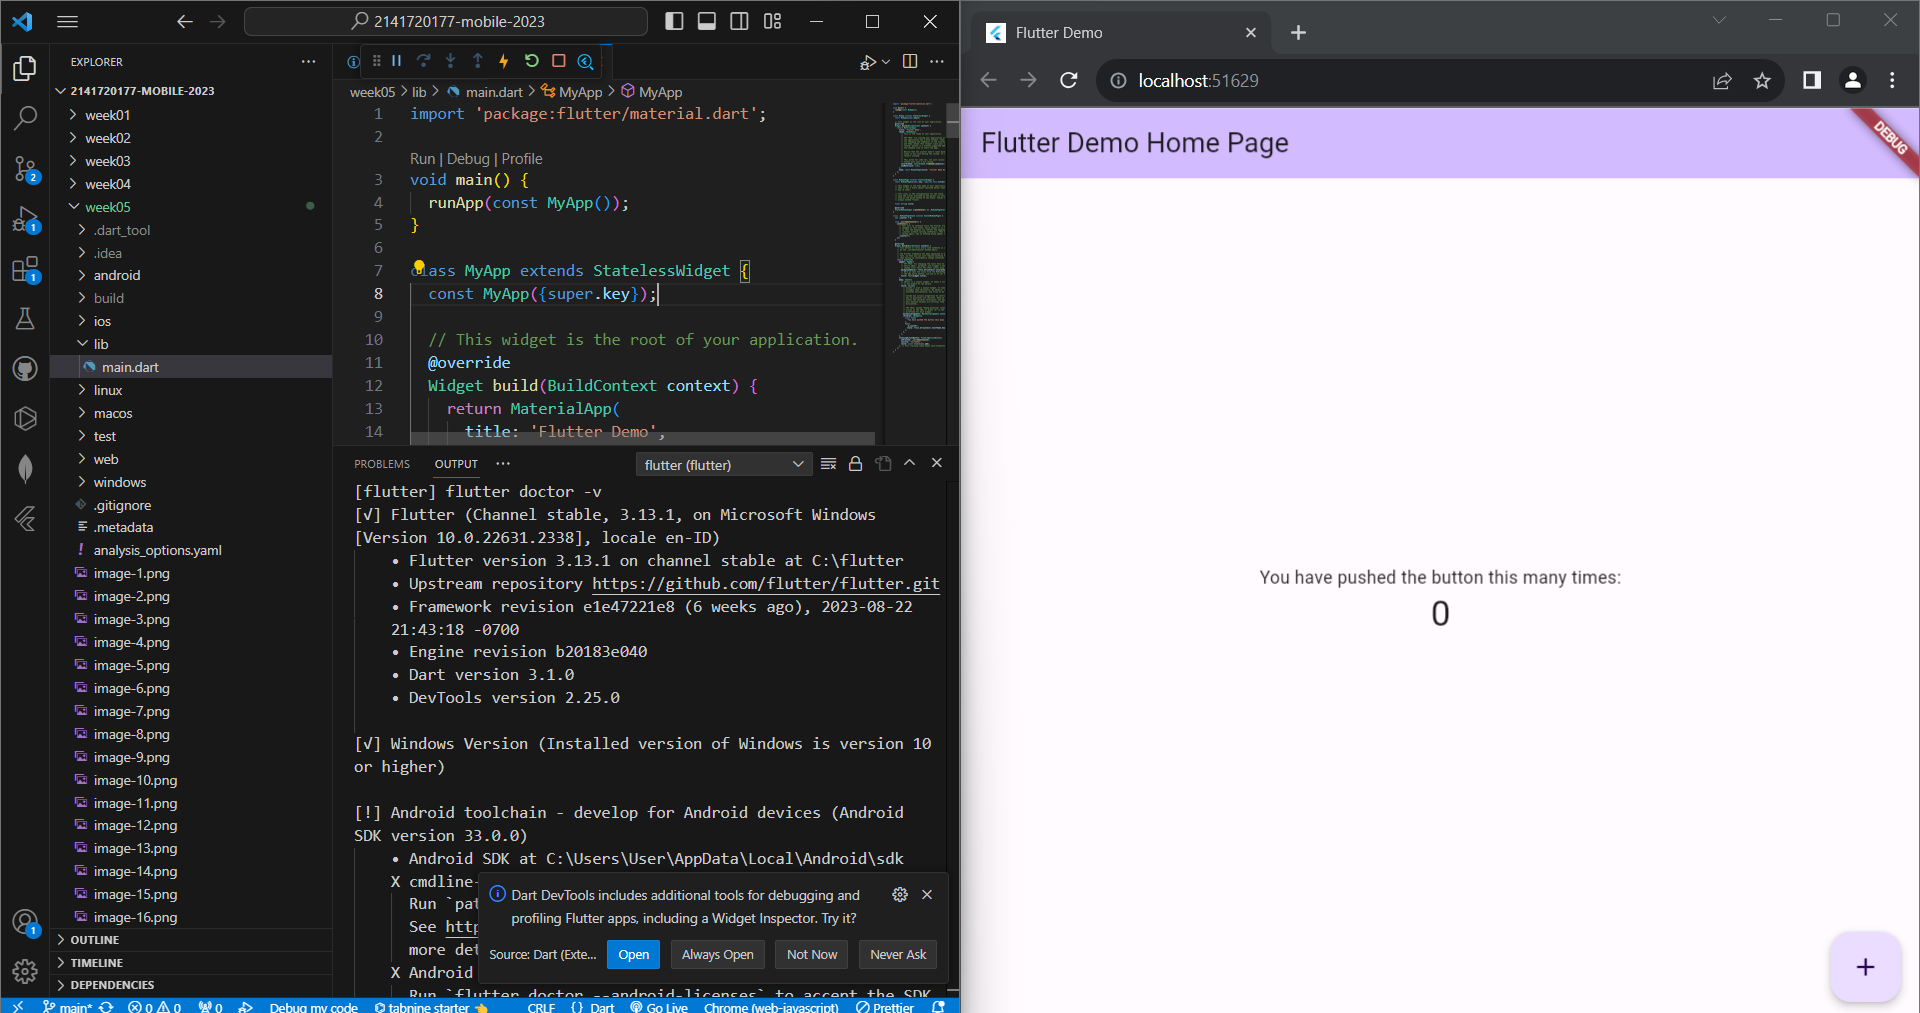 2141720177-mobile-2023
EXPLORER
2141720177-MOBILE-2023
week01
week02
week03
week04
week05
.dart_tool
.idea
android
build
ios
lib
main.dart
linux
macos
test
web
windows
.gitignore
.metadata
analysis_options.yaml
image-1.png
image-2.png
image-3.png
image-4.png
image-5.png
image-6.png
image-7.png
image-8.png
image-9.png
image-10.png
image-11.png
image-12.png
image-13.png
image-14.png
image-15.png
image-16.png
OUTLINE
TIMELINE
DEPENDENCIES
2
1
1
1
week05 > lib > main.dart > MyApp > MyApp
1 import 'package:flutter/material.dart';
2
Run | Debug | Profile
3 void main() {
4 runApp(const MyApp());
5 }
6
7 class MyApp extends StatelessWidget {
8 const MyApp({super.key});
9
10 // This widget is the root of your application.
11 @override
12 Widget build(BuildContext context) {
13 return MaterialApp(
14 title: 'Flutter Demo',
PROBLEMS OUTPUT ... flutter (flutter)
[flutter] flutter doctor -v
[√] Flutter (Channel stable, 3.13.1, on Microsoft Windows
[Version 10.0.22631.2338], locale en-ID)
• Flutter version 3.13.1 on channel stable at C:\flutter
• Upstream repository https://github.com/flutter/flutter.git
• Framework revision e1e47221e8 (6 weeks ago), 2023-08-22
21:43:18 -0700
• Engine revision b20183e040
• Dart version 3.1.0
• DevTools version 2.25.0
[√] Windows Version (Installed version of Windows is version 10
or higher)
[!] Android toolchain - develop for Android devices (Android
SDK version 33.0.0)
• Android SDK at C:\Users\User\AppData\Local\Android\sdk
X cmdline-
Run `pat
See http
more det
X Android
Run `flutter doctor --android-licenses` to accept the SDK
Dart DevTools includes additional tools for debugging and
profiling Flutter apps, including a Widget Inspector. Try it?
Source: Dart (Exte... Open Always Open Not Now Never Ask
main* 0 0 0 Debug my code tabnine starter CRLF {} Dart Go Live Chrome (web-javascript) Prettier
Flutter Demo
localhost:51629
Flutter Demo Home Page
DEBUG
You have pushed the button this many times:
0
+